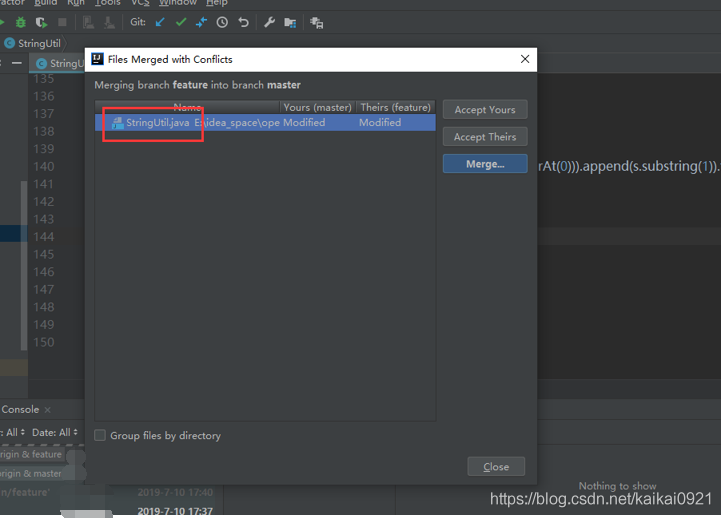 Build Run Tools VCS Window Help
Git:
StringUtil
StringU
Files Merged with Conflicts
Merging branch feature into branch master
Name Yours (master) Theirs (feature)
StringUtil.java E:\idea_space\ope Modified Modified
Accept Yours
Accept Theirs
Merge...
135
136
137
138
139
140
rAt(0))).append(s.substring(1)).
141
142
143
144
145
146
147
148
149
150
Group files by directory
Close
Console
: All Date: All
rigin & feature
origin & master
n/feature'
2019-7-10 17:40
2019-7-10 17:37
Nothing to show
https://blog.csdn.net/kaikai0921